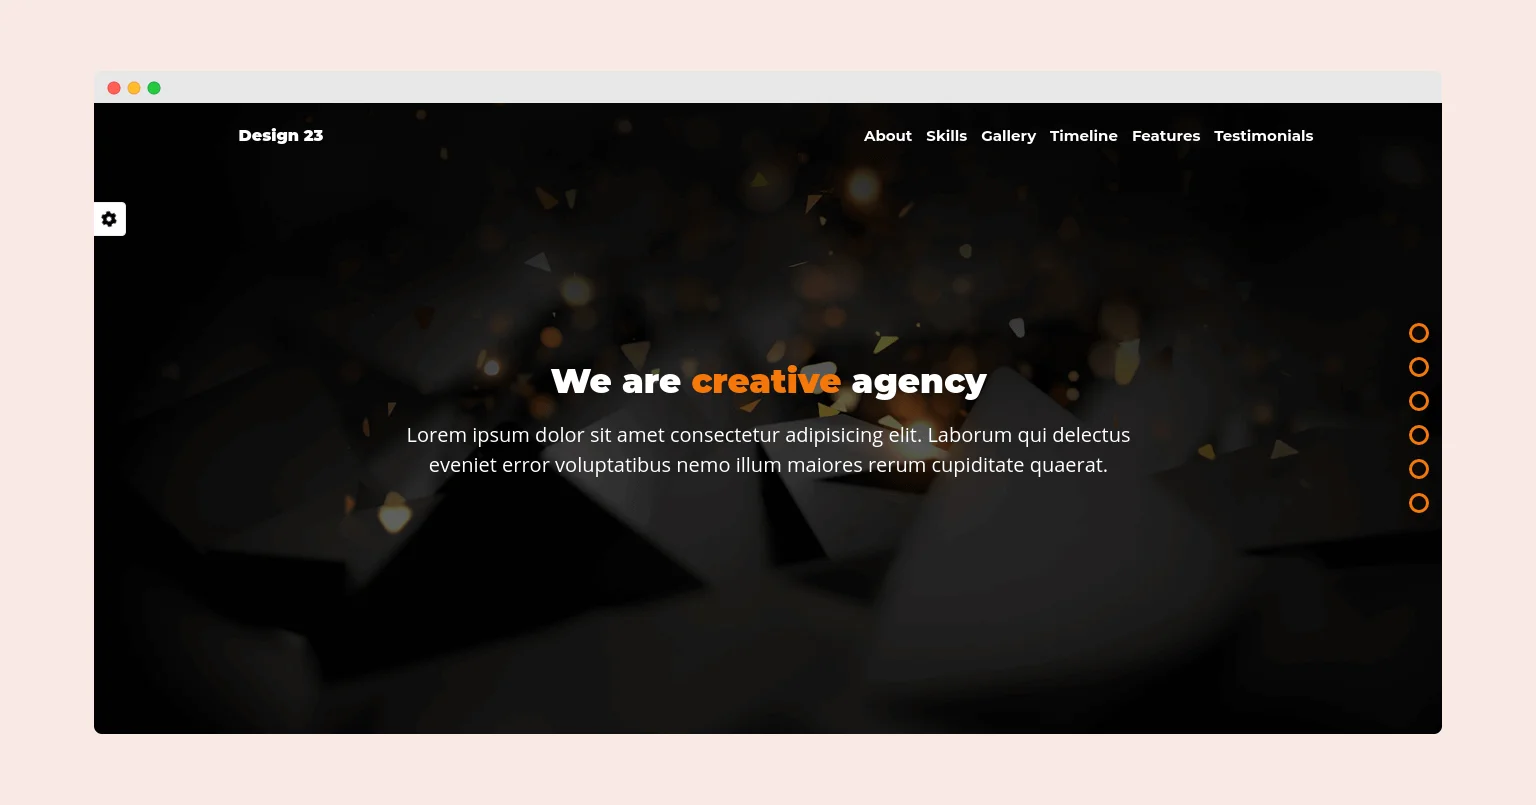 Design 23
About Skills Gallery Timeline Features Testimonials
We are creative agency
Lorem ipsum dolor sit amet consectetur adipisicing elit. Laborum qui delectus
eveniet error voluptatibus nemo illum maiores rerum cupiditate quaerat.